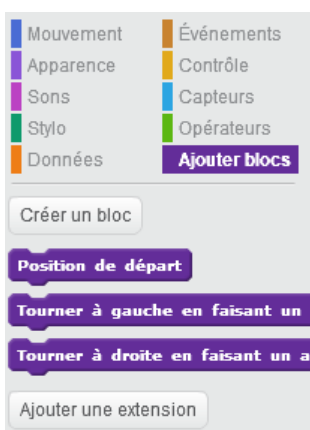 Mouvement
Événements
Apparence
Contrôle
Sons
Capteurs
Stylo
Opérateurs
Données
Ajouter blocs
Créer un bloc
Position de départ
Tourner à gauche en faisant un
Tourner à droite en faisant un a
Ajouter une extension